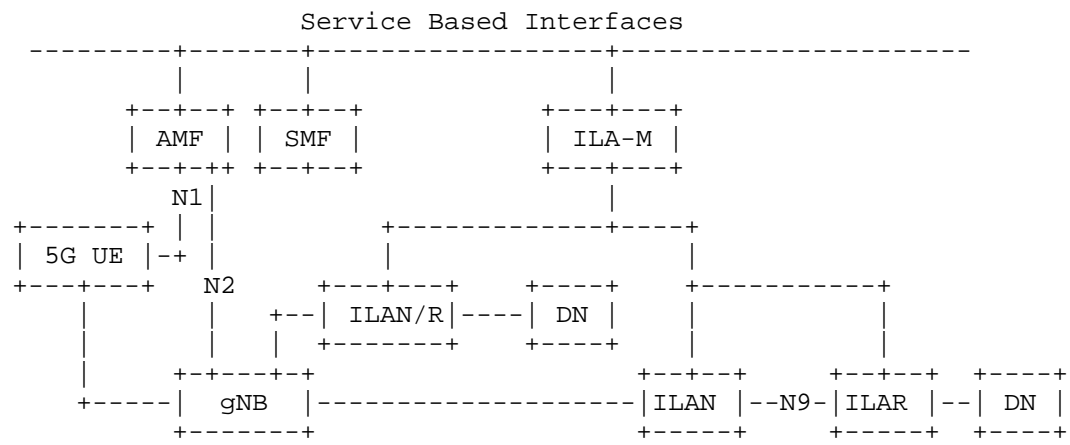 Service Based Interfaces
AMF SMF ILA-M
N1
5G UE
N2
ILAN/R DN
gNB ILAN N9 ILAR DN